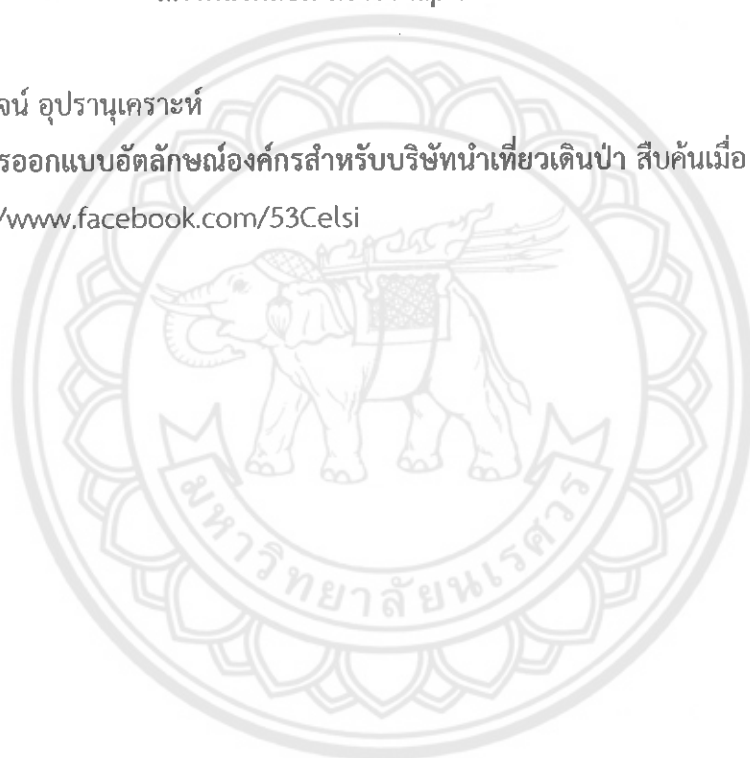 จน์ อุปรานุเคราะห์
รออกแบบอัตลักษณ์องค์กรสำหรับบริษัทนำเที่ยวเดินป่า สืบค้นเมื่อ
/www.facebook.com/53Celsi
มหาวิทยาลัยนเรศวร